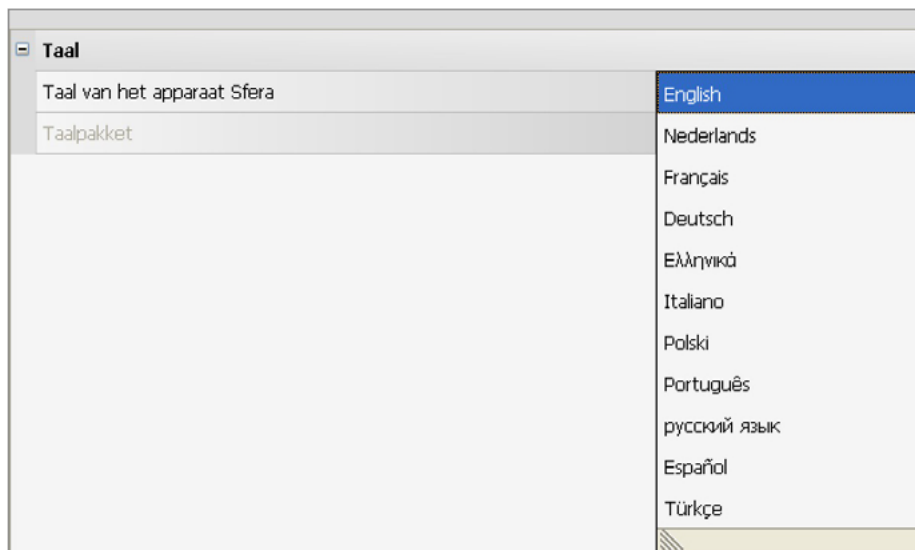 Taal
Taal van het apparaat Sfera
English
Taalpakket
Nederlands
Français
Deutsch
Ελληνικά
Italiano
Polski
Português
русский язык
Español
Türkçe